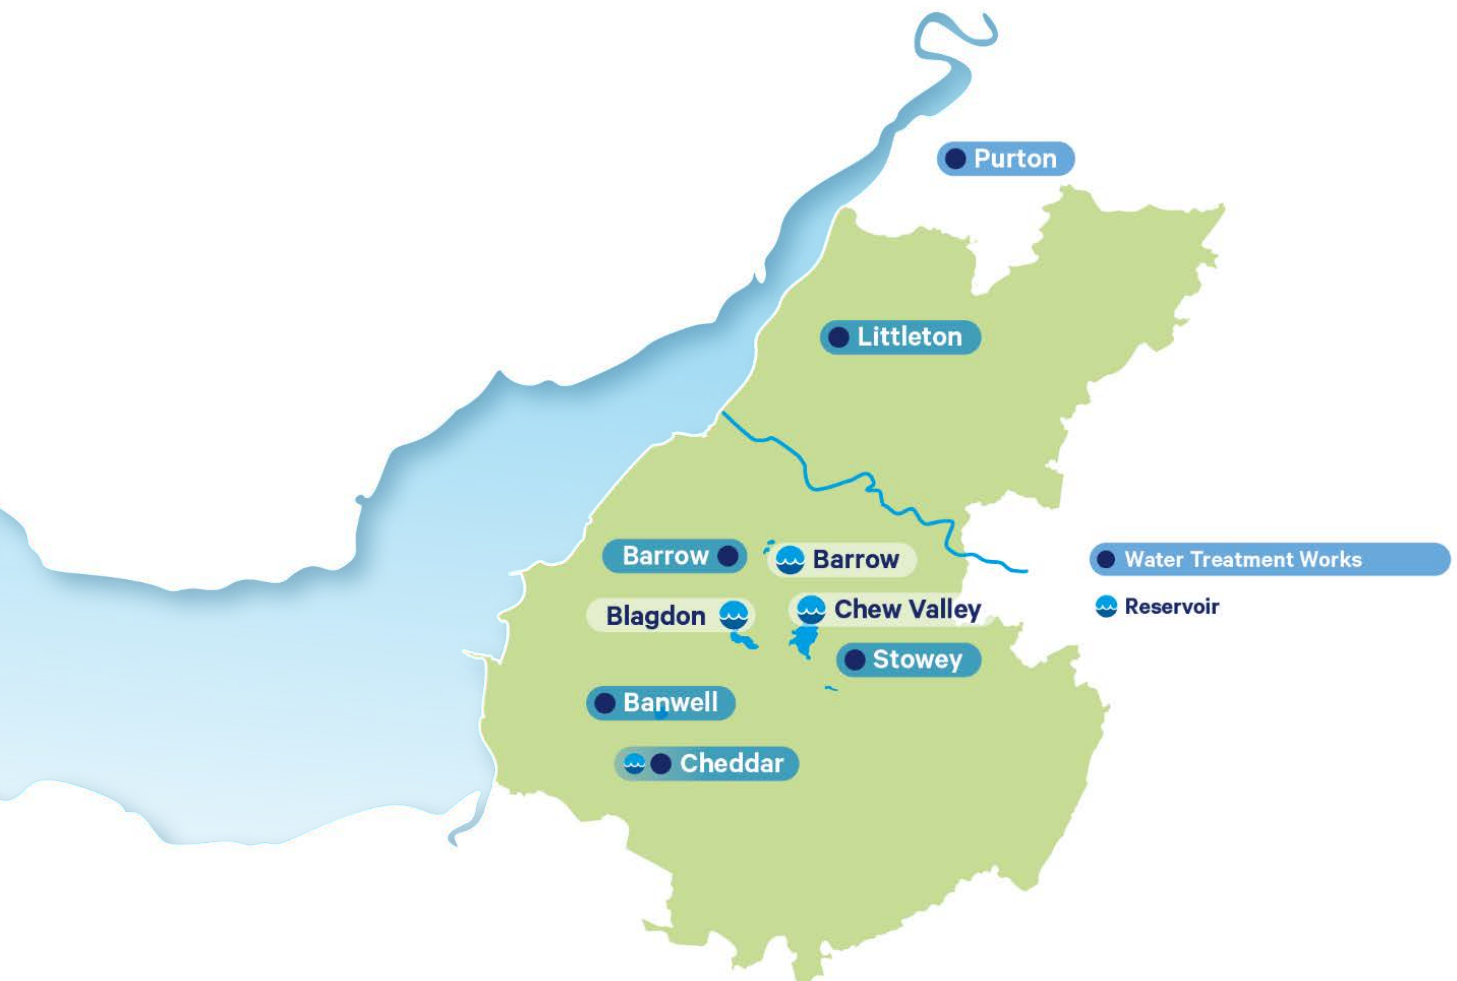 Purton
Littleton
Barrow
Barrow
Water Treatment Works
Blagdon
Chew Valley
Reservoir
Stowey
Banwell
Cheddar